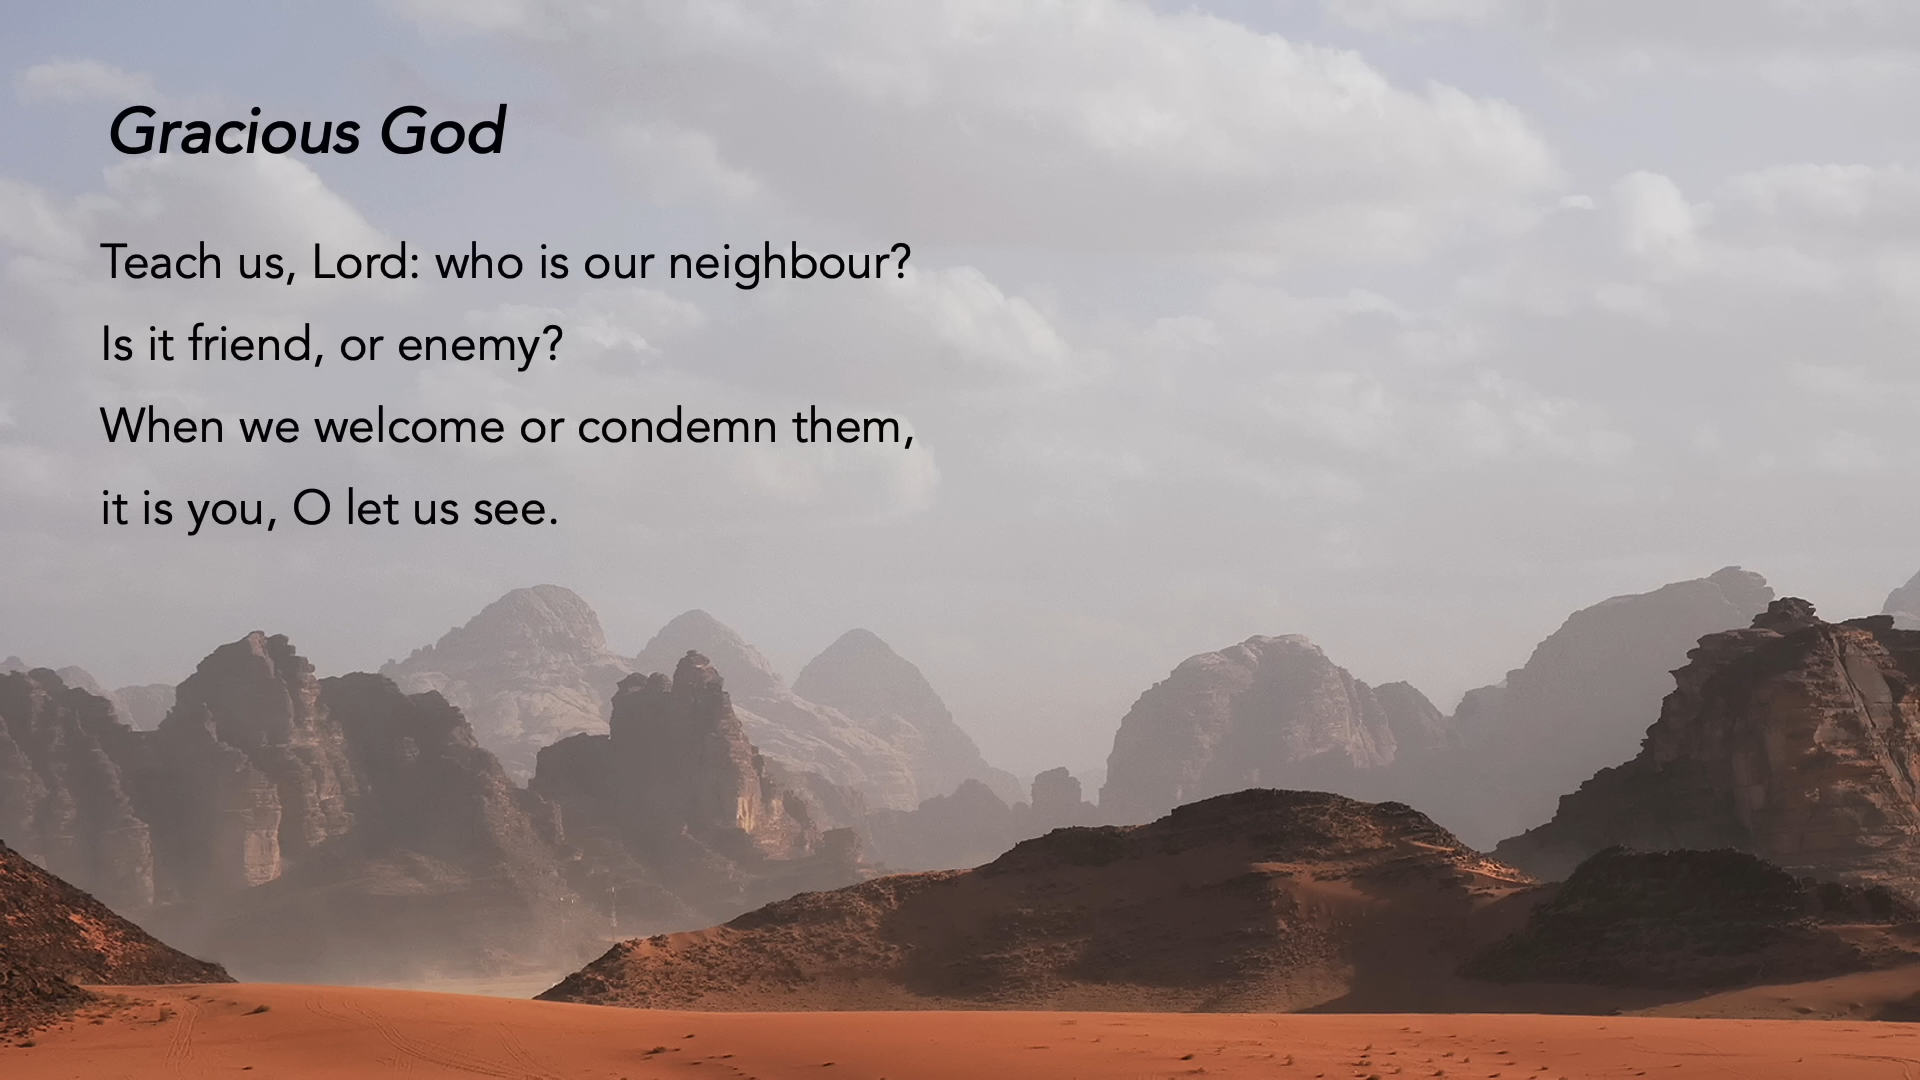 Gracious God
Teach us, Lord: who is our neighbour?
Is it friend, or enemy?
When we welcome or condemn them,
it is you, O let us see.